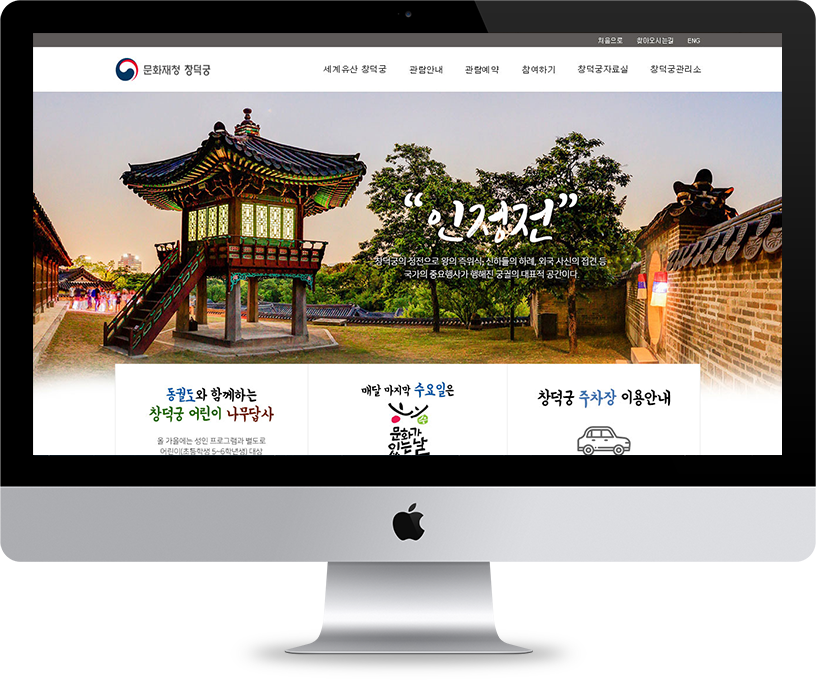 처음으로 찾아오시는길 ENG
문화재청 창덕궁 세계유산 창덕궁 관람안내 관람예약 참여하기 창덕궁자료실 창덕궁관리소
“인정전”
창덕궁의 정전으로 왕의 즉위식, 신하들의 하례, 외국 사신의 접견 등
국가의 중요행사가 행해진 궁궐의 대표적 공간이다.
동궐도와 함께하는
창덕궁 어린이 나무답사
올 가을에는 성인 프로그램과 별도로
어린이(초등학생 5~6학년생) 대상
매달 마지막 수요일은
문화가
있는날
창덕궁 주차장 이용안내